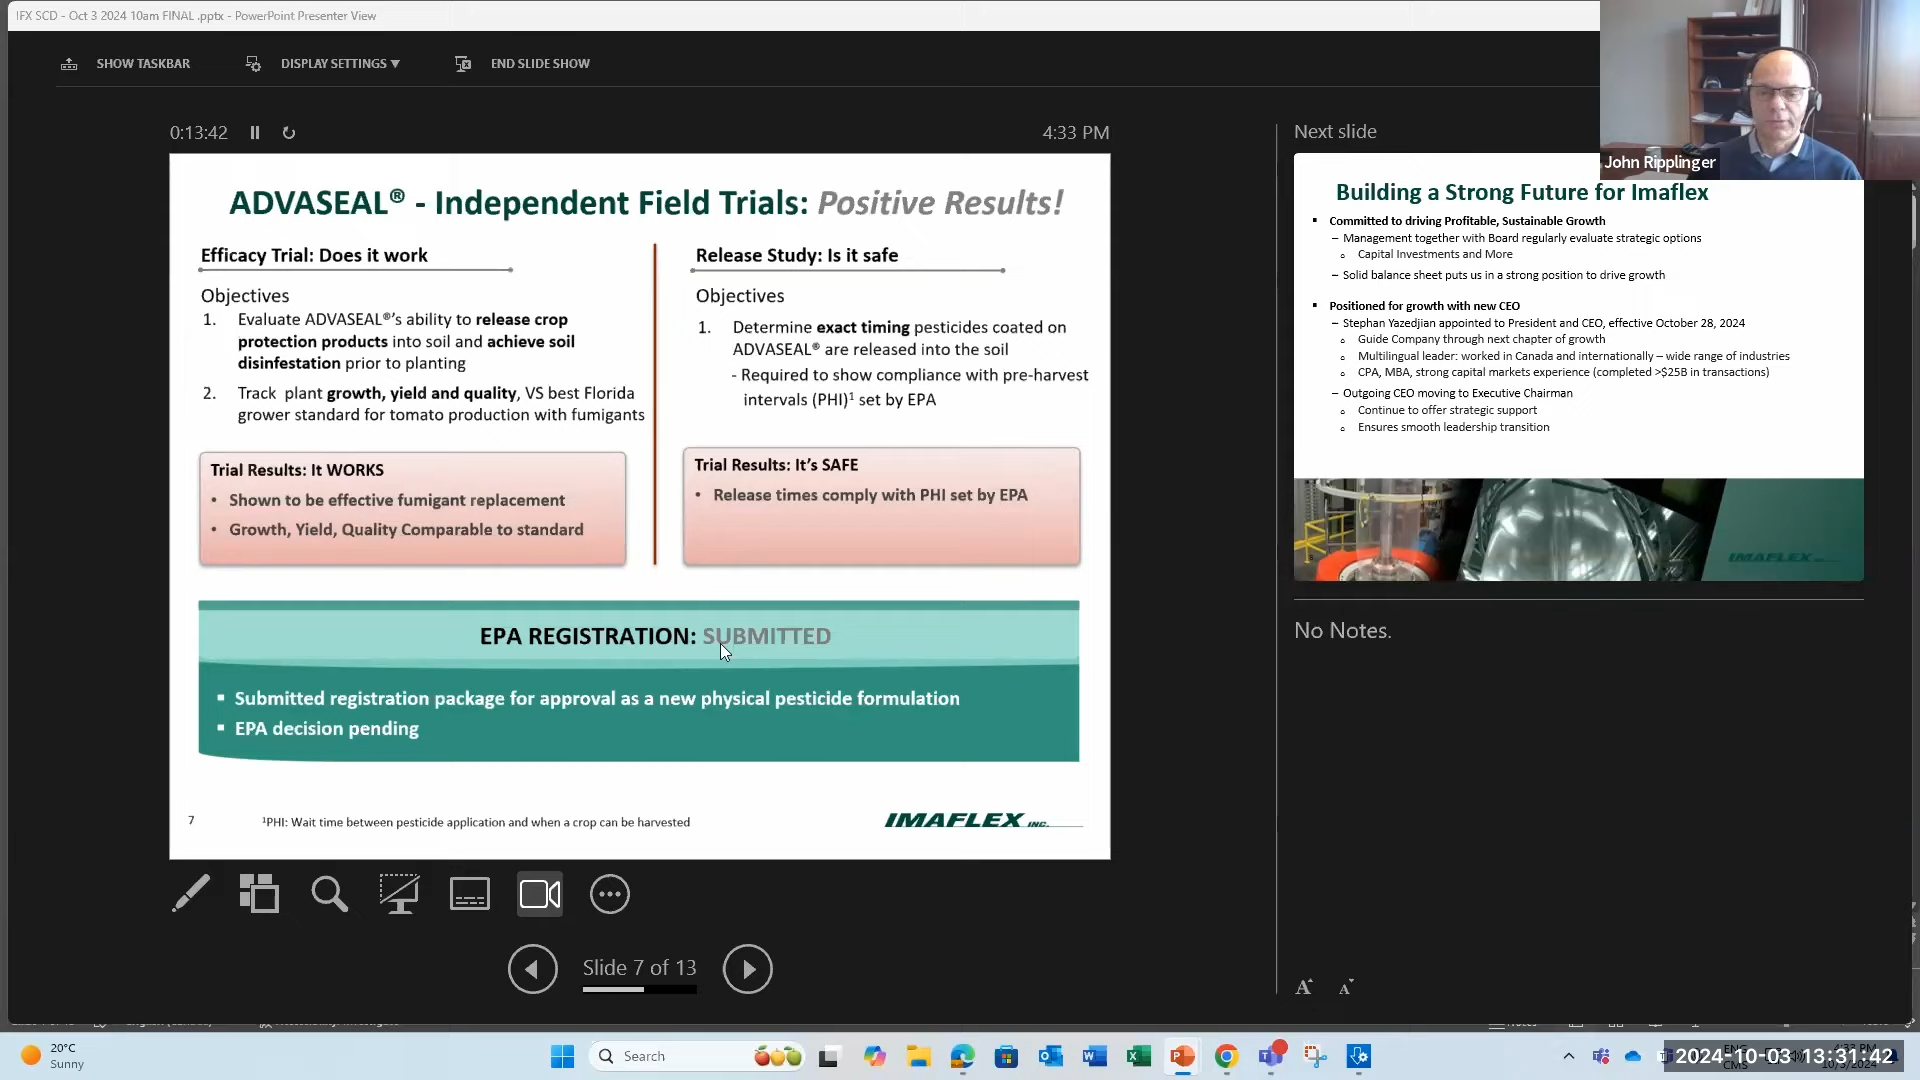 IFX SCD - Oct 3 2024 10am FINAL .pptx - PowerPoint Presenter View
SHOW TASKBAR
DISPLAY SETTINGS ▼
END SLIDE SHOW
John Ripplinger
0:13:42
4:33 PM
ADVASEAL® - Independent Field Trials: Positive Results!
Efficacy Trial: Does it work
Objectives
1. Evaluate ADVASEAL®'s ability to release crop
protection products into soil and achieve soil
disinfestation prior to planting
2. Track plant growth, yield and quality, VS best Florida
grower standard for tomato production with fumigants
Trial Results: It WORKS
• Shown to be effective fumigant replacement
• Growth, Yield, Quality Comparable to standard
Release Study: Is it safe
Objectives
1. Determine exact timing pesticides coated on
ADVASEAL® are released into the soil
- Required to show compliance with pre-harvest
intervals (PHI)¹ set by EPA
Trial Results: It's SAFE
• Release times comply with PHI set by EPA
EPA REGISTRATION: SUBMITTED
▪ Submitted registration package for approval as a new physical pesticide formulation
▪ EPA decision pending
7
¹PHI: Wait time between pesticide application and when a crop can be harvested
IMAFLEX INC.
Slide 7 of 13
Next slide
Building a Strong Future for Imaflex
▪ Committed to driving Profitable, Sustainable Growth
– Management together with Board regularly evaluate strategic options
o Capital Investments and More
– Solid balance sheet puts us in a strong position to drive growth
▪ Positioned for growth with new CEO
– Stephan Yazedjian appointed to President and CEO, effective October 28, 2024
o Guide Company through next chapter of growth
o Multilingual leader: worked in Canada and internationally – wide range of industries
o CPA, MBA, strong capital markets experience (completed >$25B in transactions)
– Outgoing CEO moving to Executive Chairman
o Continue to offer strategic support
o Ensures smooth leadership transition
IMAFLEX
No Notes.
A A
20°C
Sunny
Search
2024-10-03 13:31:42